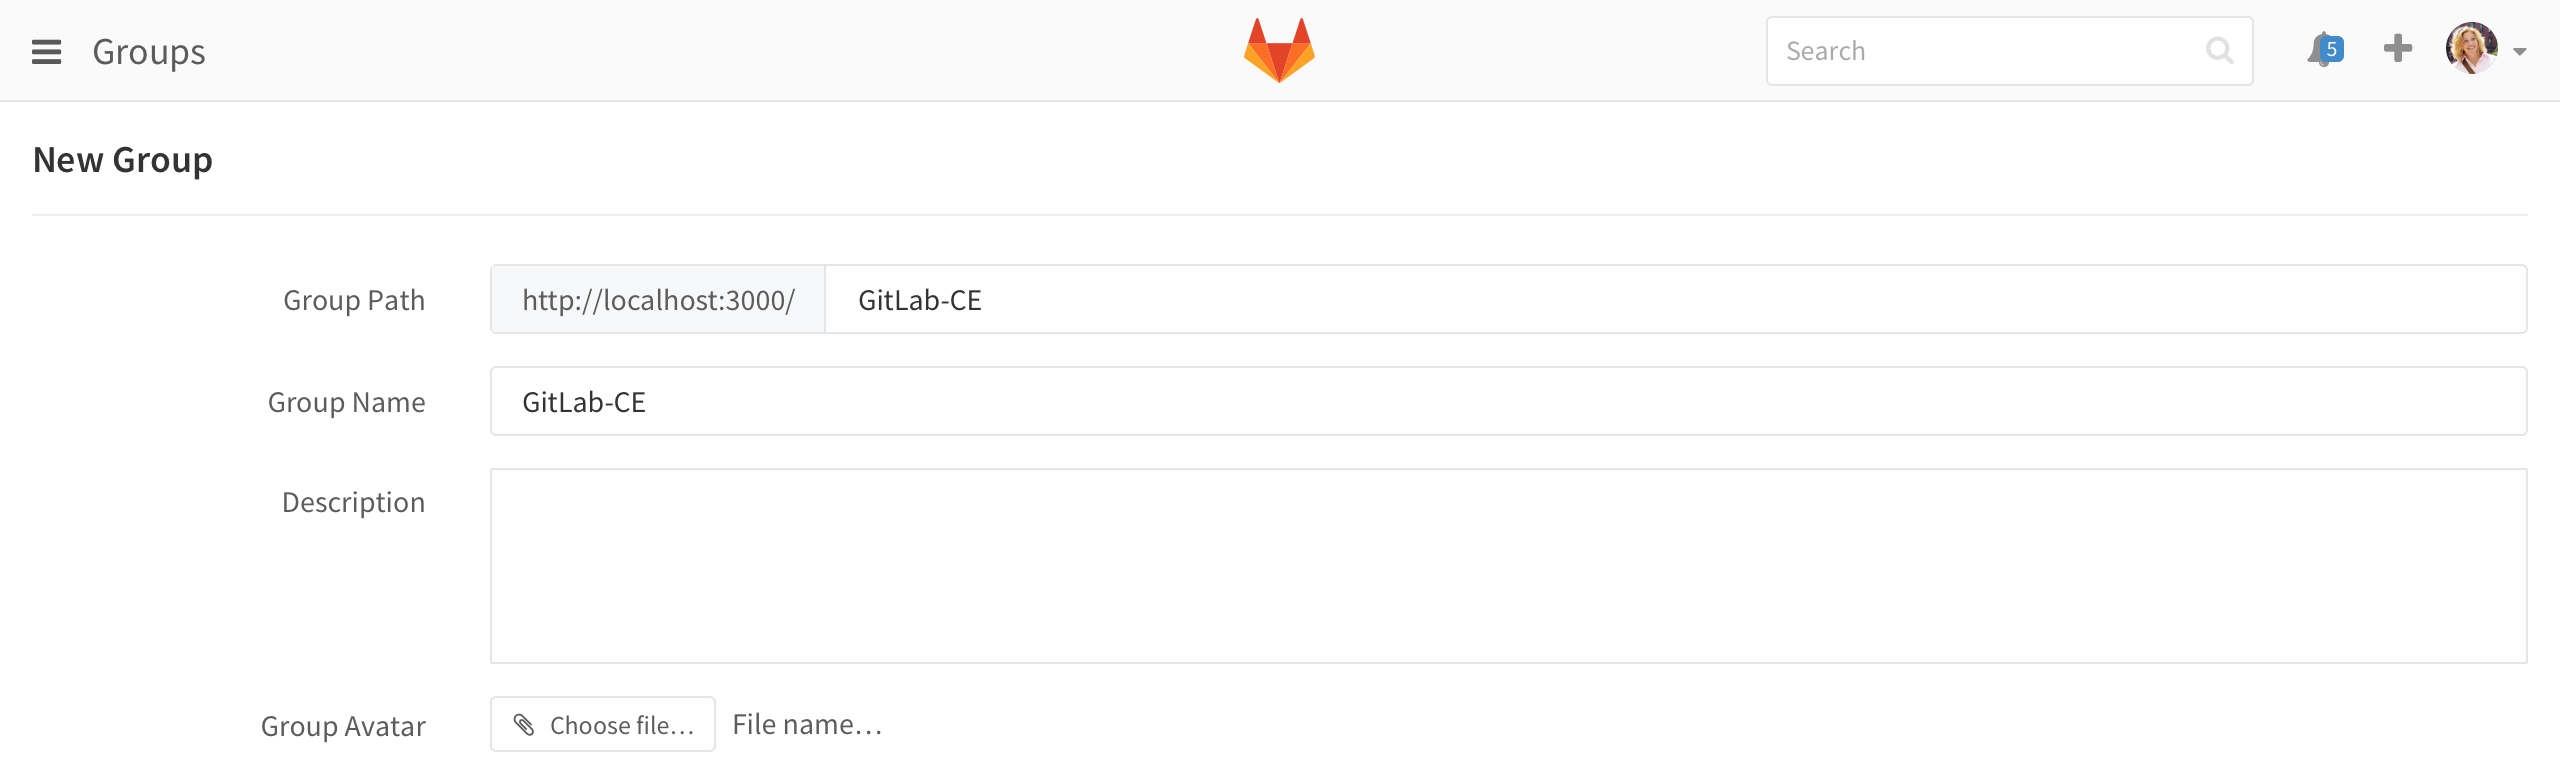 Groups
Search
5
New Group
Group Path
http://localhost:3000/
GitLab-CE
Group Name
GitLab-CE
Description
Group Avatar
Choose file…
File name…